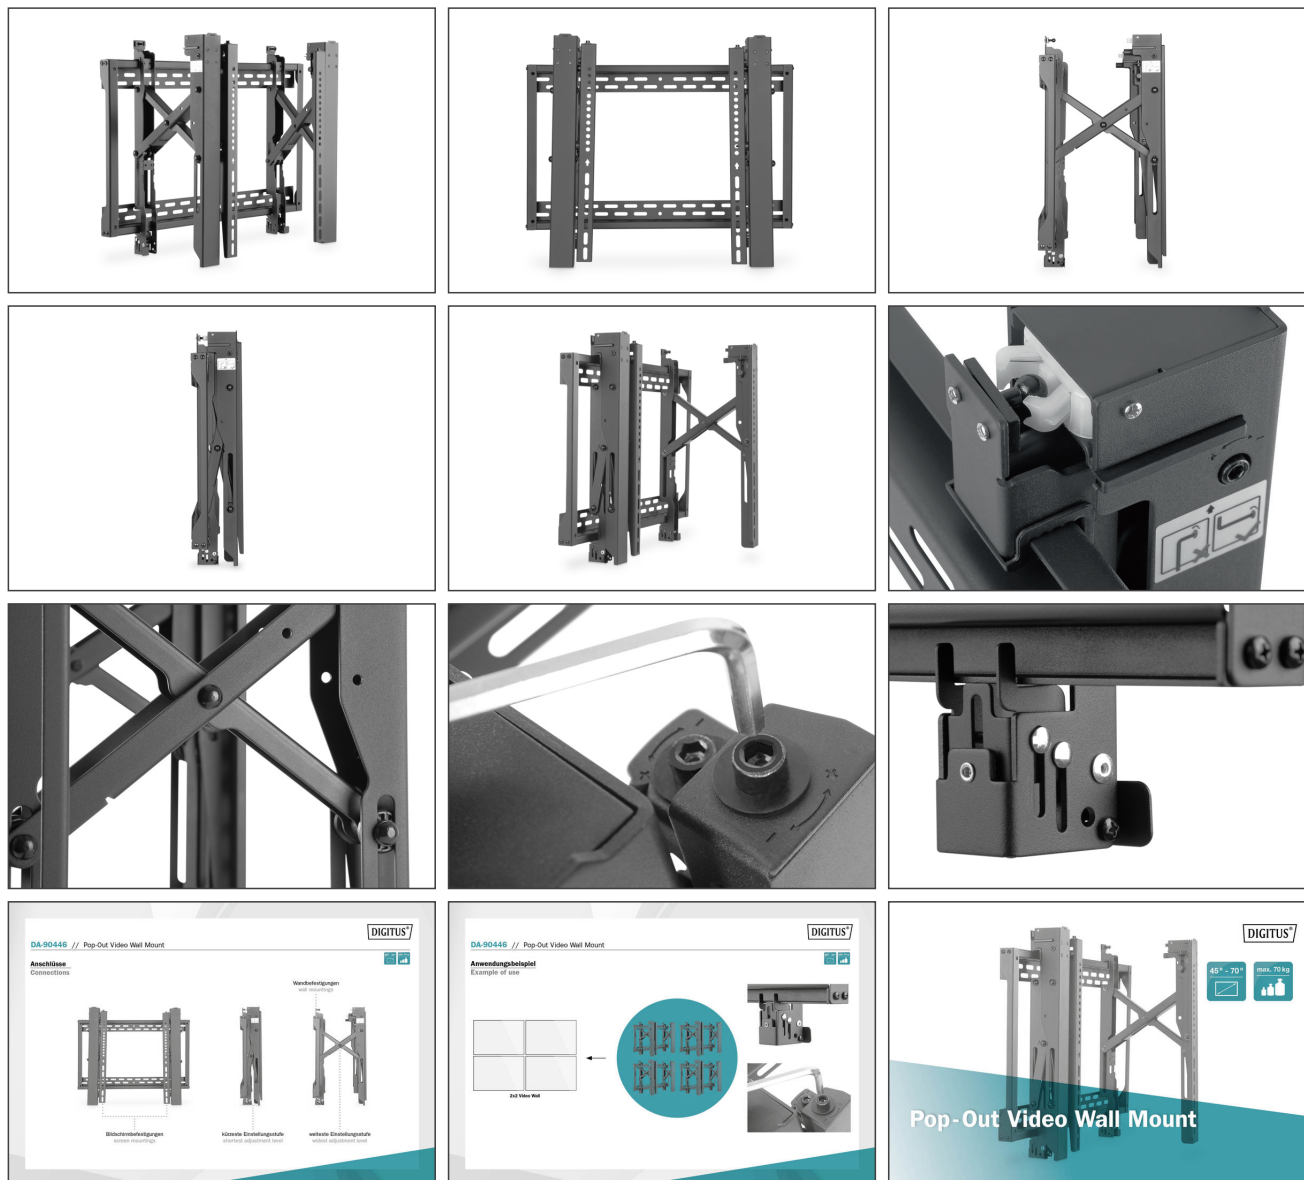 DIGITUS®
DA-90446 // Pop-Out Video Wall Mount
Anschlüsse
Connections
Wandbefestigungen
wall mountings
Bildschirmbefestigungen
screen mountings
kürzeste Einstellungsstufe
shortest adjustment level
weiteste Einstellungsstufe
widest adjustment level
DIGITUS®
DA-90446 // Pop-Out Video Wall Mount
Anwendungsbeispiel
Example of use
2x2 Video Wall
DIGITUS®
45" - 70"
max. 70 kg
Pop-Out Video Wall Mount